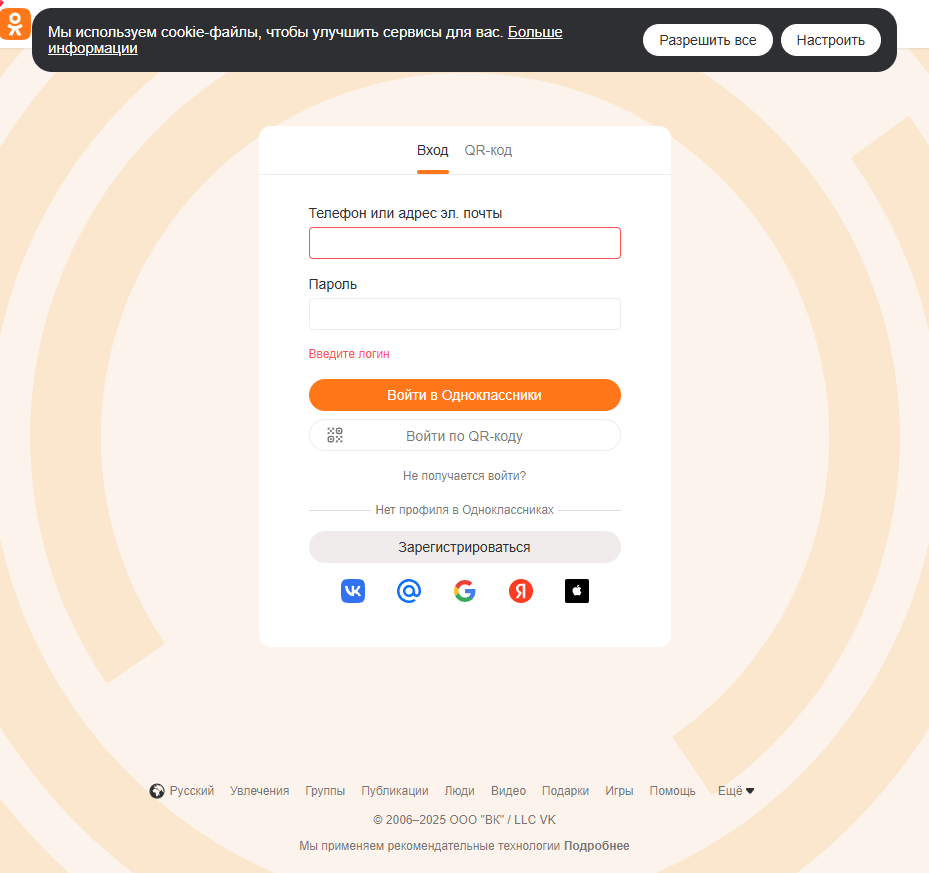 Мы используем cookie-файлы, чтобы улучшить сервисы для вас. Больше
информации
Разрешить все
Настроить
Вход
QR-код
Телефон или адрес эл. почты
Пароль
Введите логин
Войти в Одноклассники
Войти по QR-коду
Не получается войти?
Нет профиля в Одноклассниках
Зарегистрироваться
Русский Увлечения Группы Публикации Люди Видео Подарки Игры Помощь Ещё
© 2006–2025 ООО "ВК" / LLC VK
Мы применяем рекомендательные технологии Подробнее